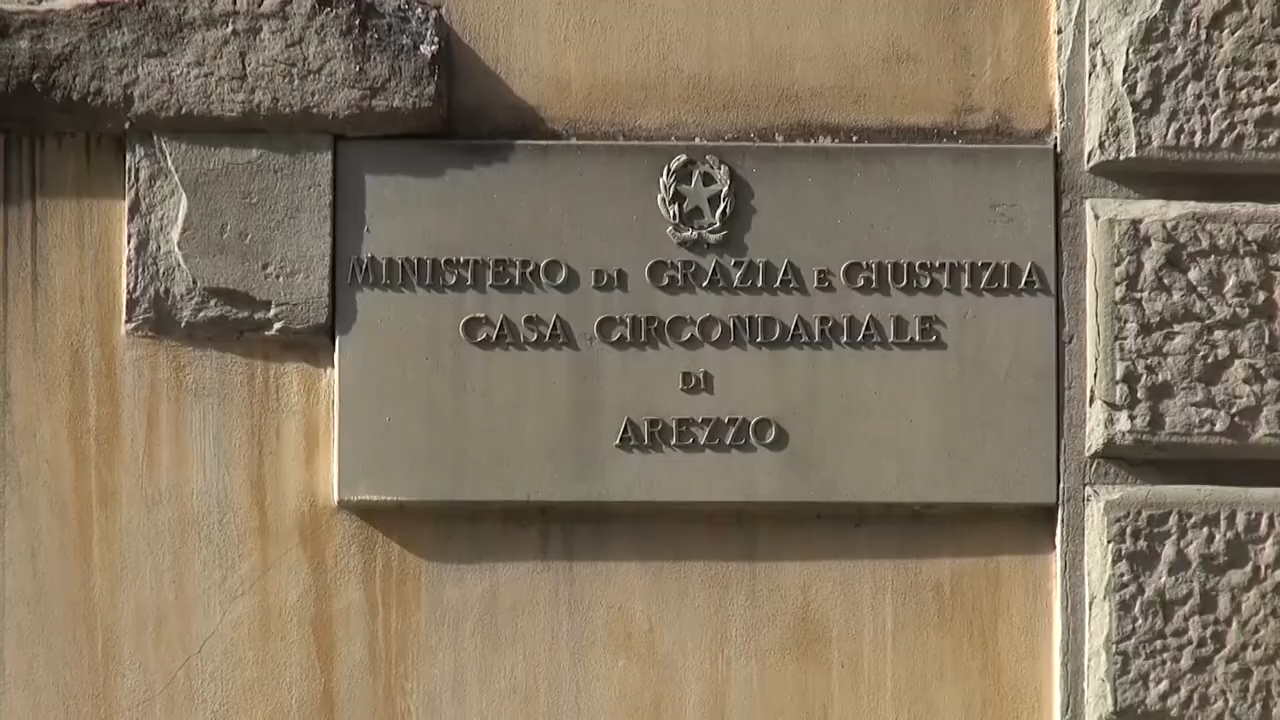 MINISTERO DI GRAZIA E GIUSTIZIA
CASA CIRCONDARIALE
DI
AREZZO